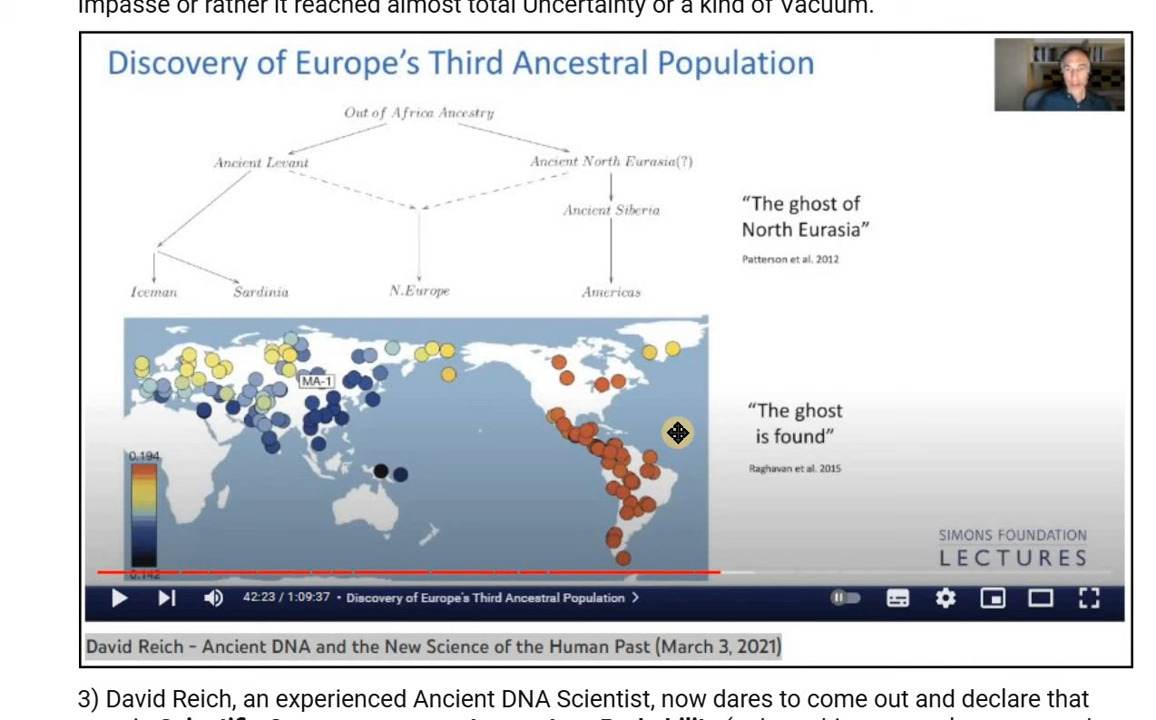 impasse or rather it reached almost total Uncertainty or a kind of Vacuum.
Discovery of Europe's Third Ancestral Population
Out of Africa Ancestry
Ancient Levant
Ancient North Eurasia(?)
Ancient Siberia
"The ghost of
North Eurasia"
Patterson et al. 2012
Iceman
Sardinia
N.Europe
Americas
MA-1
"The ghost
is found"
Raghavan et al. 2015
0.194
0.142
SIMONS FOUNDATION
LECTURES
42:23 / 1:09:37 • Discovery of Europe's Third Ancestral Population >
David Reich - Ancient DNA and the New Science of the Human Past (March 3, 2021)
3) David Reich, an experienced Ancient DNA Scientist, now dares to come out and declare that